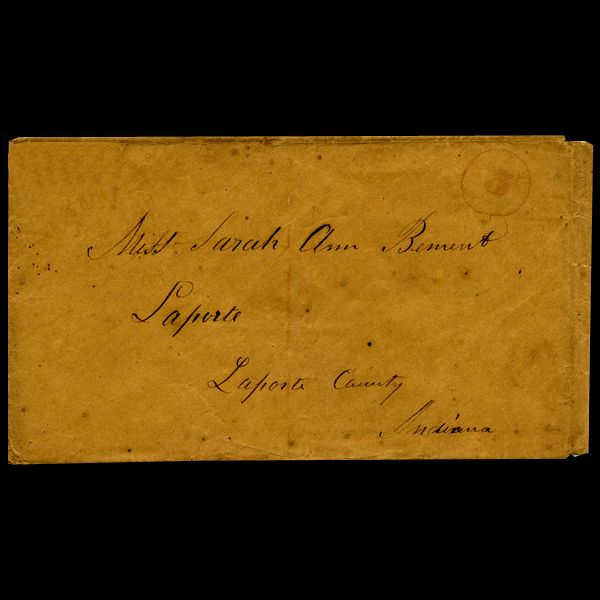 Miss Sarah Ann Bement
Laporte
Laporte County
Indiana